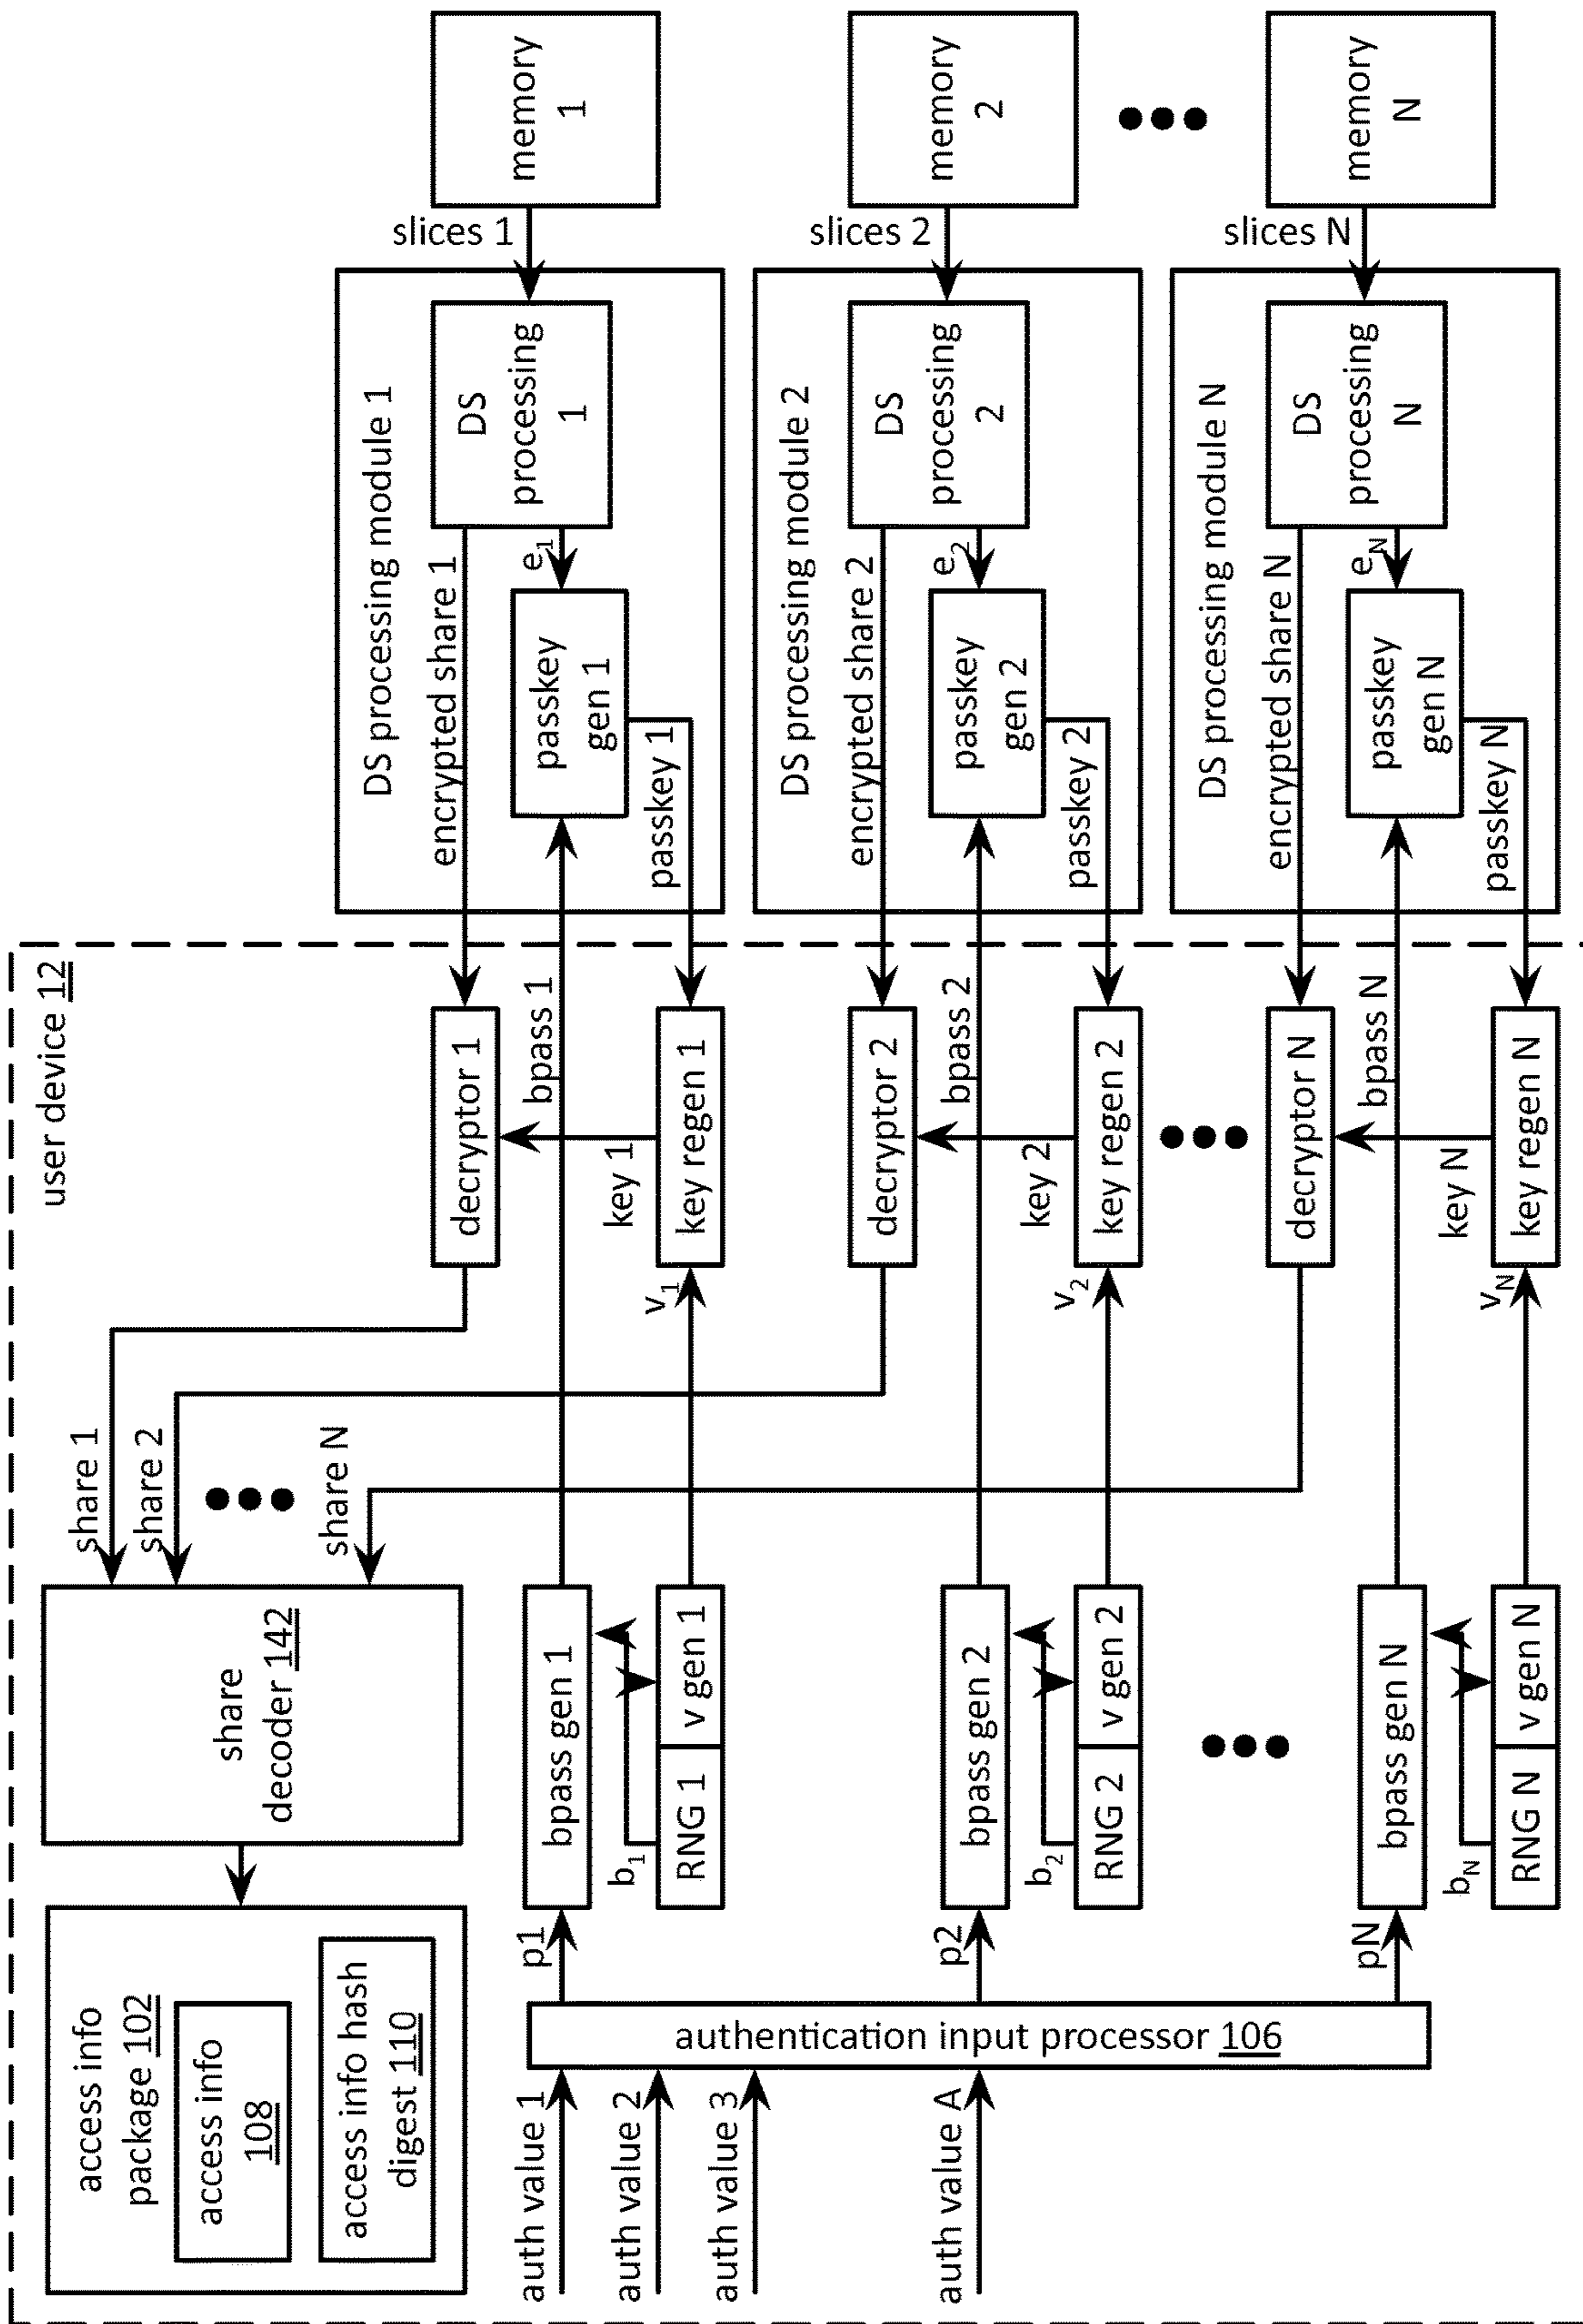 user device 12
access info
package 102
access info
108
access info hash
digest 110
share
decoder 142
share 1
share 2
share N
auth value 1
auth value 2
auth value 3
auth value A
authentication input processor 106
p1
bpass gen 1
b1
RNG 1
v gen 1
v1
decryptor 1
bpass 1
key 1
key regen 1
DS processing module 1
encrypted share 1
passkey
gen 1
passkey 1
e1
DS
processing
1
slices 1
memory
1
p2
bpass gen 2
b2
RNG 2
v gen 2
v2
decryptor 2
bpass 2
key 2
key regen 2
DS processing module 2
encrypted share 2
passkey
gen 2
passkey 2
e2
DS
processing
2
slices 2
memory
2
pN
bpass gen N
bN
RNG N
v gen N
vN
decryptor N
bpass N
key N
key regen N
DS processing module N
encrypted share N
passkey
gen N
passkey N
eN
DS
processing
N
slices N
memory
N